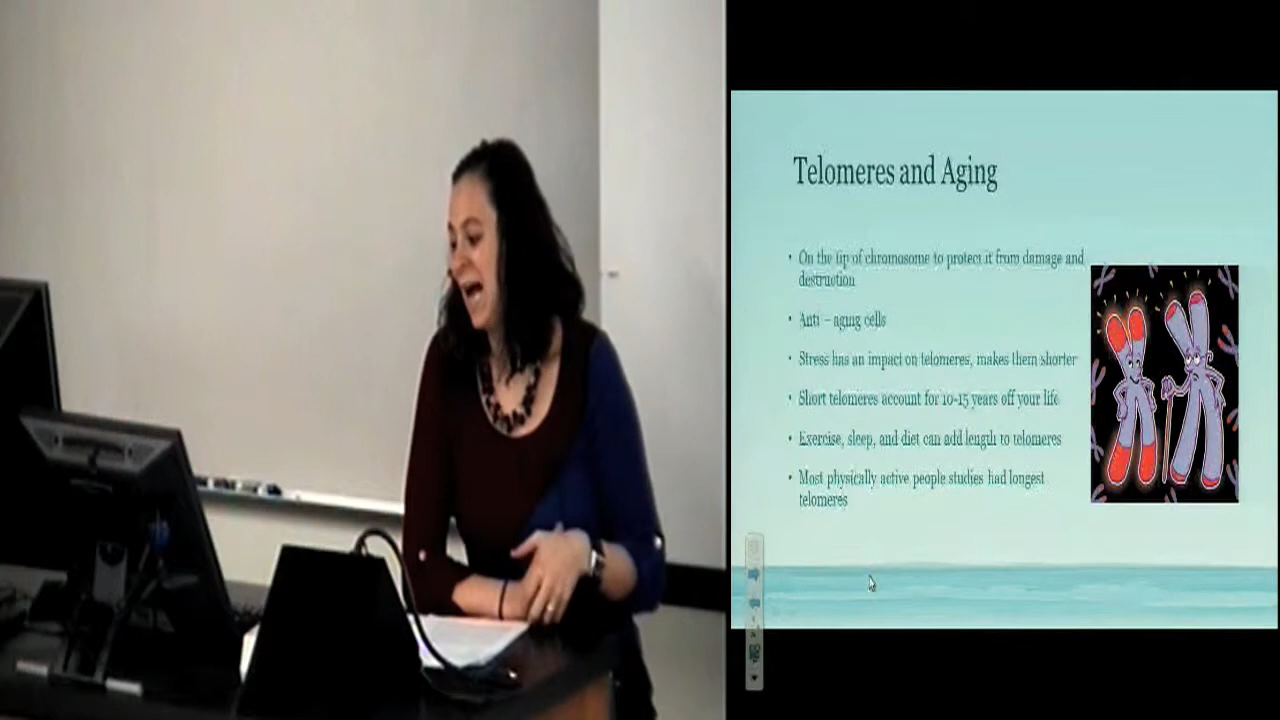 Telomeres and Aging
• On the tip of chromosome to protect it from damage and
destruction
• Anti – aging cells
• Stress has an impact on telomeres, makes them shorter
• Short telomeres account for 10-15 years off your life
• Exercise, sleep, and diet can add length to telomeres
• Most physically active people studies had longest
telomeres